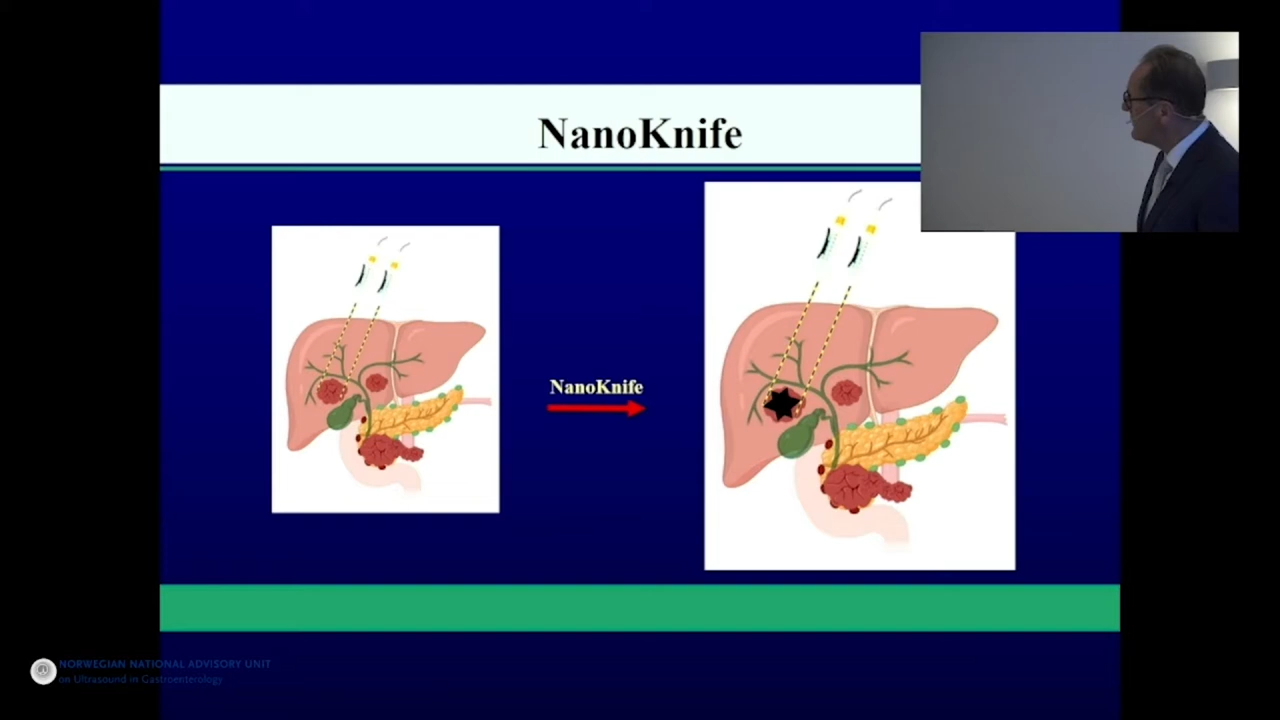 NanoKnife
NanoKnife
NORWEGIAN NATIONAL ADVISORY UNIT
on Ultrasound in Gastroenterology